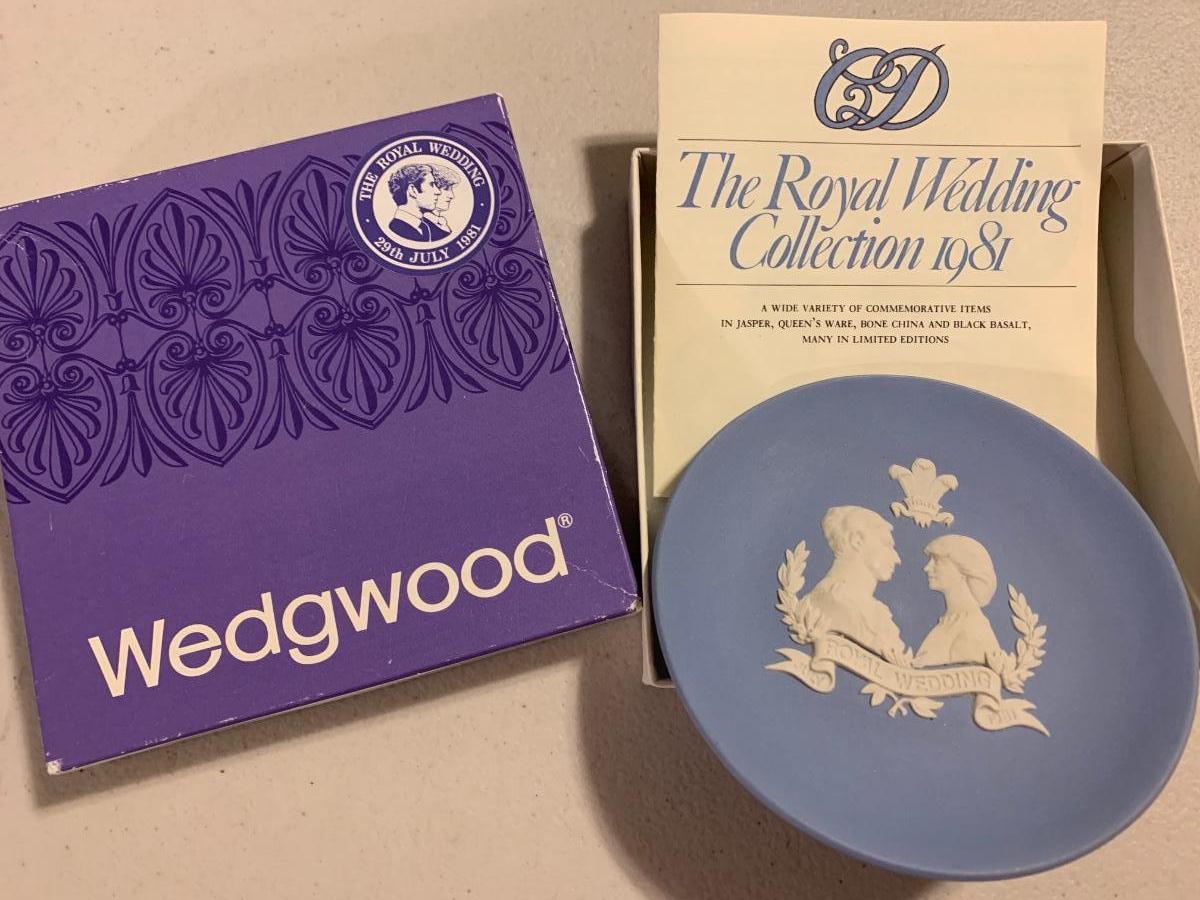 THE ROYAL WEDDING
29th JULY 1981
Wedgwood®
CD
The Royal Wedding
Collection 1981
A WIDE VARIETY OF COMMEMORATIVE ITEMS
IN JASPER, QUEEN'S WARE, BONE CHINA AND BLACK BASALT,
MANY IN LIMITED EDITIONS
ROYAL WEDDING
1981